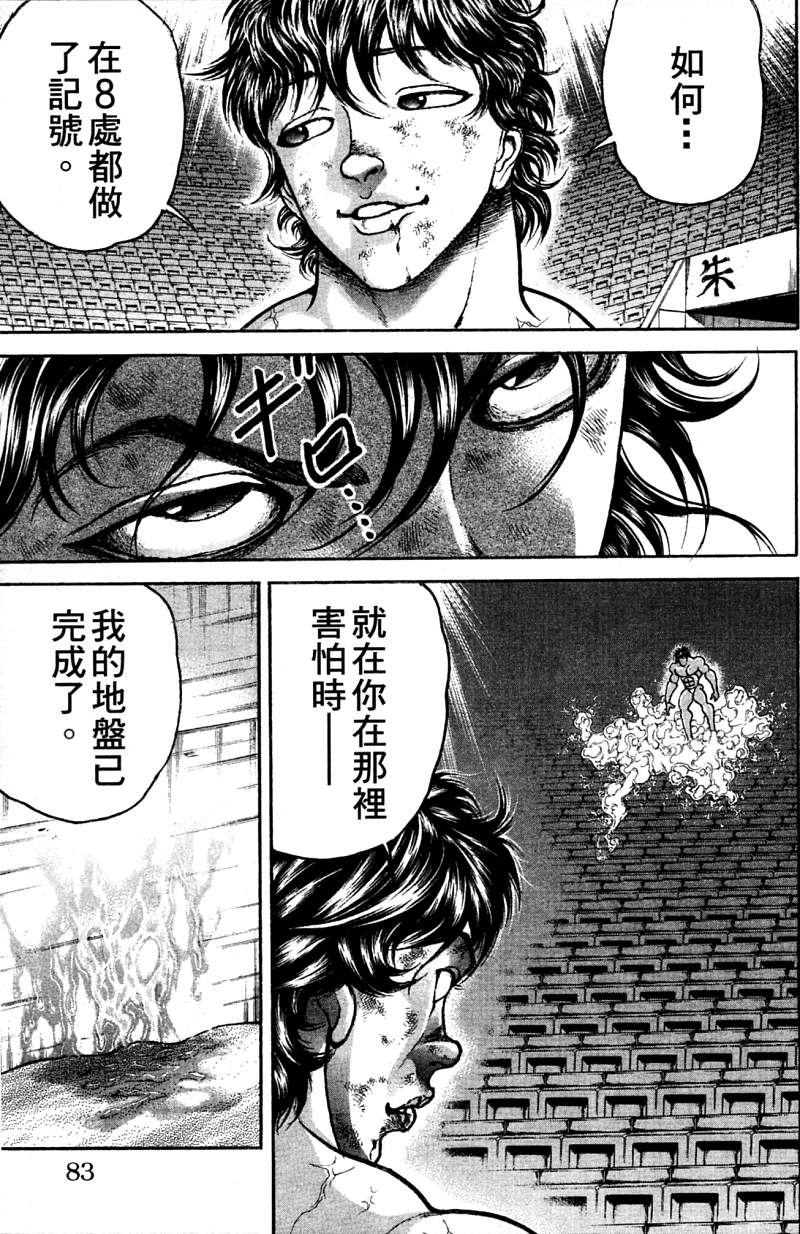 如何⋯
在8處都做
了記號。
朱
ギロ……
就在你在那裡
害怕時——
我的地盤已
完成了。
83